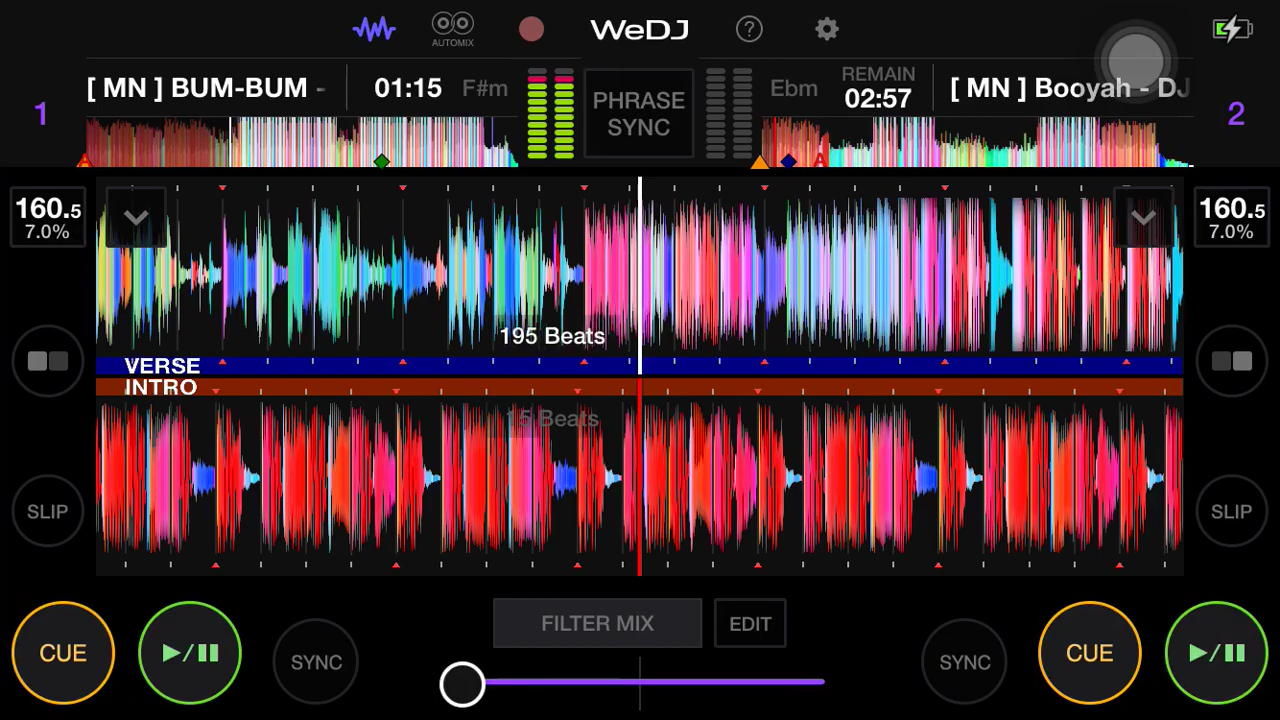 AUTOMIX
WeDJ
?
1
[ MN ] BUM-BUM -
01:15
F#m
PHRASE
SYNC
Ebm
REMAIN
02:57
[ MN ] Booyah - DJ
2
A
A
160.5
7.0%
160.5
7.0%
195 Beats
VERSE
INTRO
15 Beats
SLIP
SLIP
CUE
SYNC
FILTER MIX
EDIT
SYNC
CUE